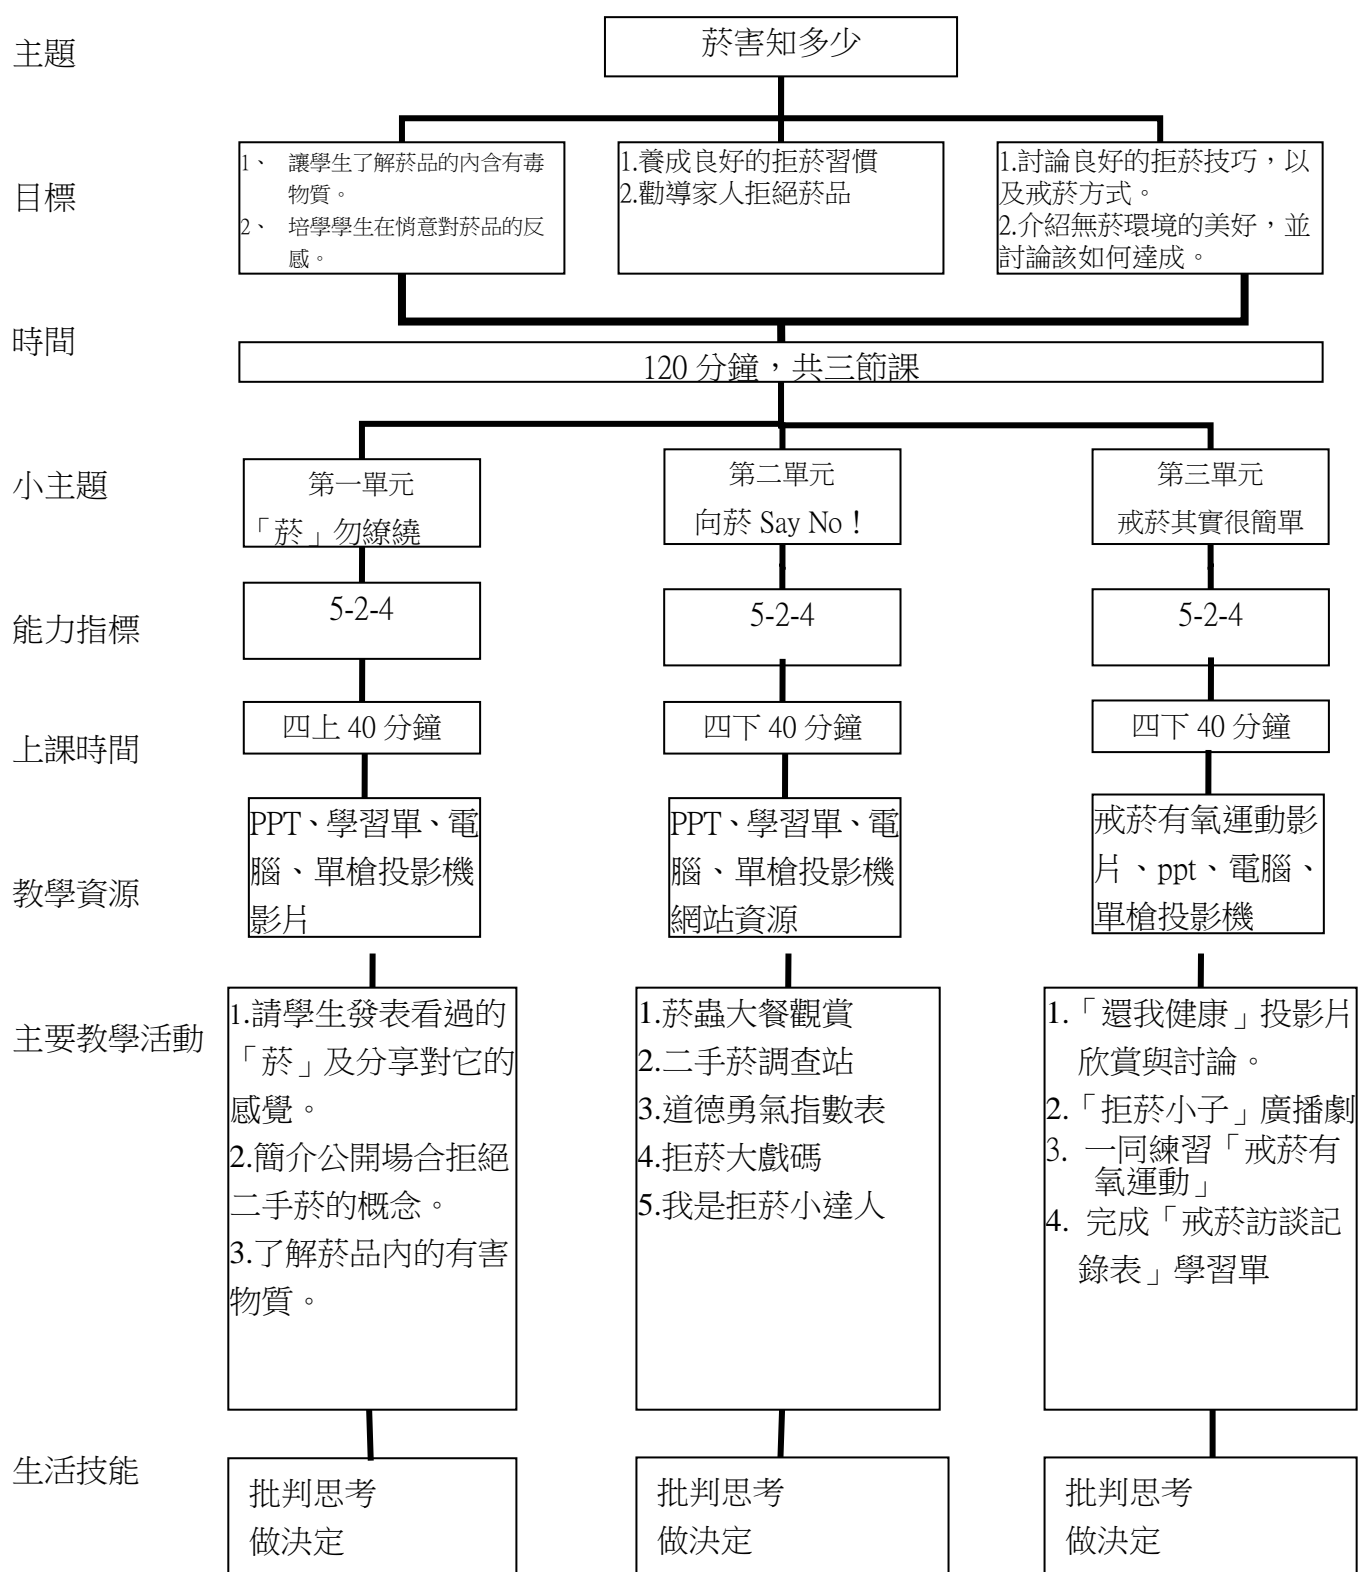 主題
菸害知多少
目標
1、 讓學生了解菸品的內含有毒
物質。
2、 培學學生在悄意對菸品的反
感。
1.養成良好的拒菸習慣
2.勸導家人拒絕菸品
1.討論良好的拒菸技巧，以
及戒菸方式。
2.介紹無菸環境的美好，並
討論該如何達成。
時間
120 分鐘，共三節課
小主題
第一單元
「菸」勿繚繞
第二單元
向菸 Say No！
第三單元
戒菸其實很簡單
能力指標
5-2-4
5-2-4
5-2-4
上課時間
四上 40 分鐘
四下 40 分鐘
四下 40 分鐘
教學資源
PPT、學習單、電
腦、單槍投影機
影片
PPT、學習單、電
腦、單槍投影機
網站資源
戒菸有氧運動影
片、ppt、電腦、
單槍投影機
主要教學活動
1.請學生發表看過的
「菸」及分享對它的
感覺。
2.簡介公開場合拒絕
二手菸的概念。
3.了解菸品內的有害
物質。
1.菸蟲大餐觀賞
2.二手菸調查站
3.道德勇氣指數表
4.拒菸大戲碼
5.我是拒菸小達人
1.「還我健康」投影片
欣賞與討論。
2.「拒菸小子」廣播劇
3. 一同練習「戒菸有
氧運動」
4. 完成「戒菸訪談記
錄表」學習單
生活技能
批判思考
做決定
批判思考
做決定
批判思考
做決定